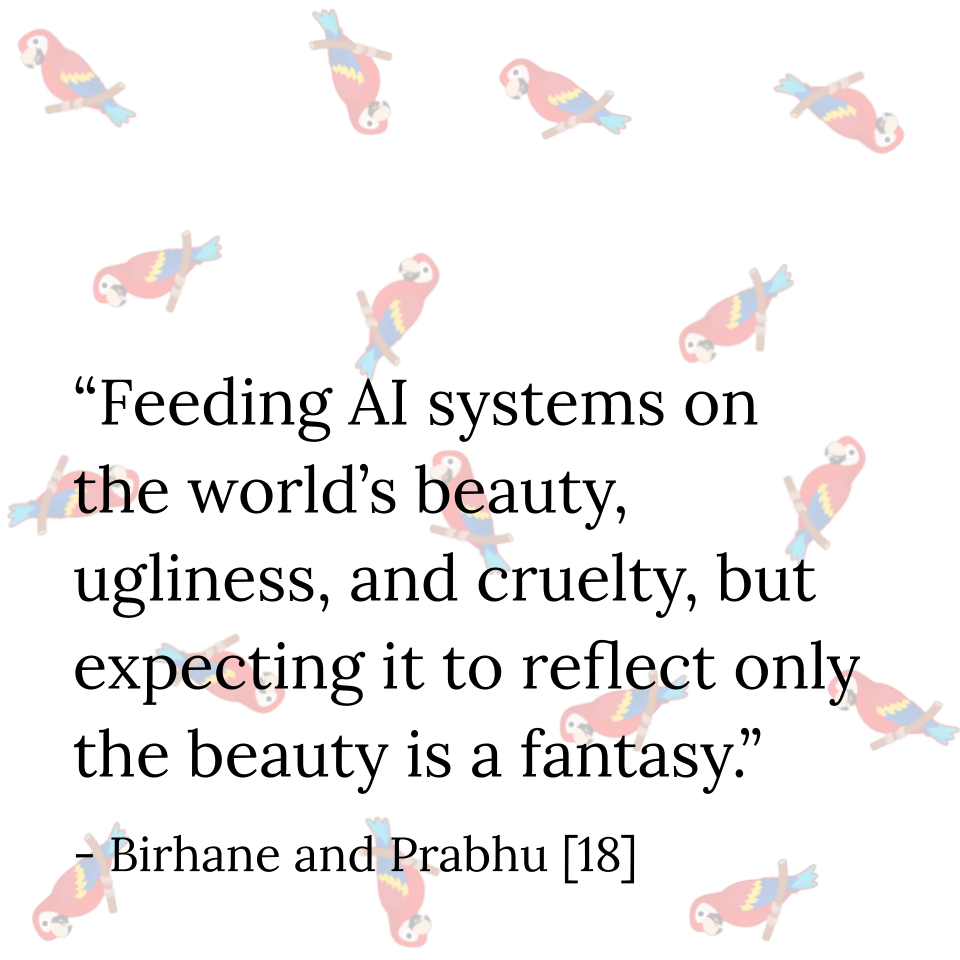 “Feeding AI systems on
the world’s beauty,
ugliness, and cruelty, but
expecting it to reflect only
the beauty is a fantasy.”
- Birhane and Prabhu [18]